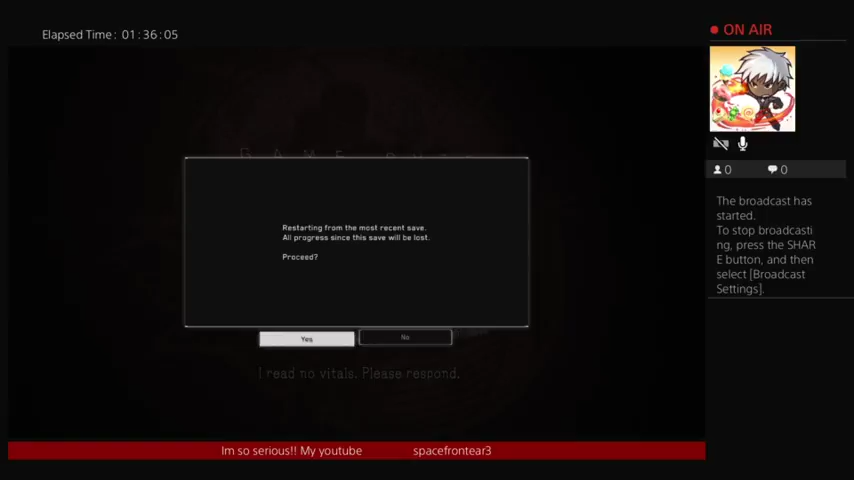 Elapsed Time: 01:36:05
ON AIR
0 0
The broadcast has
started.
To stop broadcasti
ng, press the SHAR
E button, and then
select [Broadcast
Settings].
GAME
Restarting from the most recent save.
All progress since this save will be lost.
Proceed?
Yes No
I read no vitals. Please respond.
Im so serious!! My youtube spacefrontear3